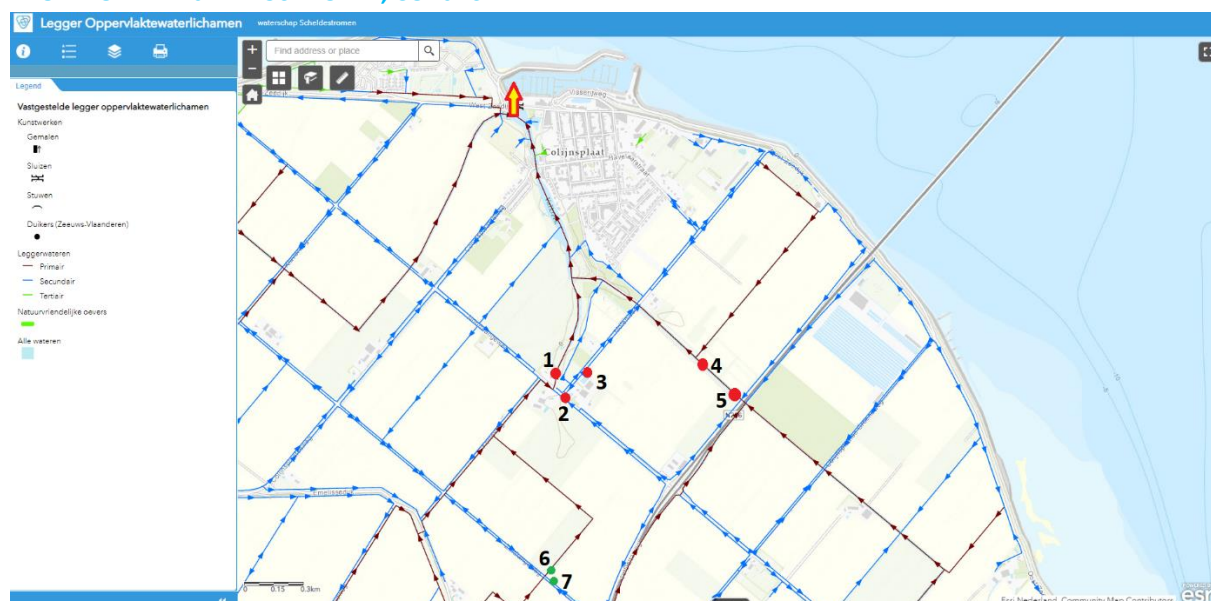 Legger Oppervlaktewaterlichamen waterschap Scheldestromen
Find address or place
Legend
Vastgestelde legger oppervlaktewaterlichamen
Kunstwerken
Gemalen
Sluizen
Stuwen
Duikers (Zeeuws-Vlaanderen)
Leggerwateren
Primair
Secundair
Tertiair
Natuurvriendelijke oevers
Alle wateren
Colijnsplaat
1
2
3
4
5
6
7
0 0.15 0.3km
Esri Nederland, Community Map Contributors
esri